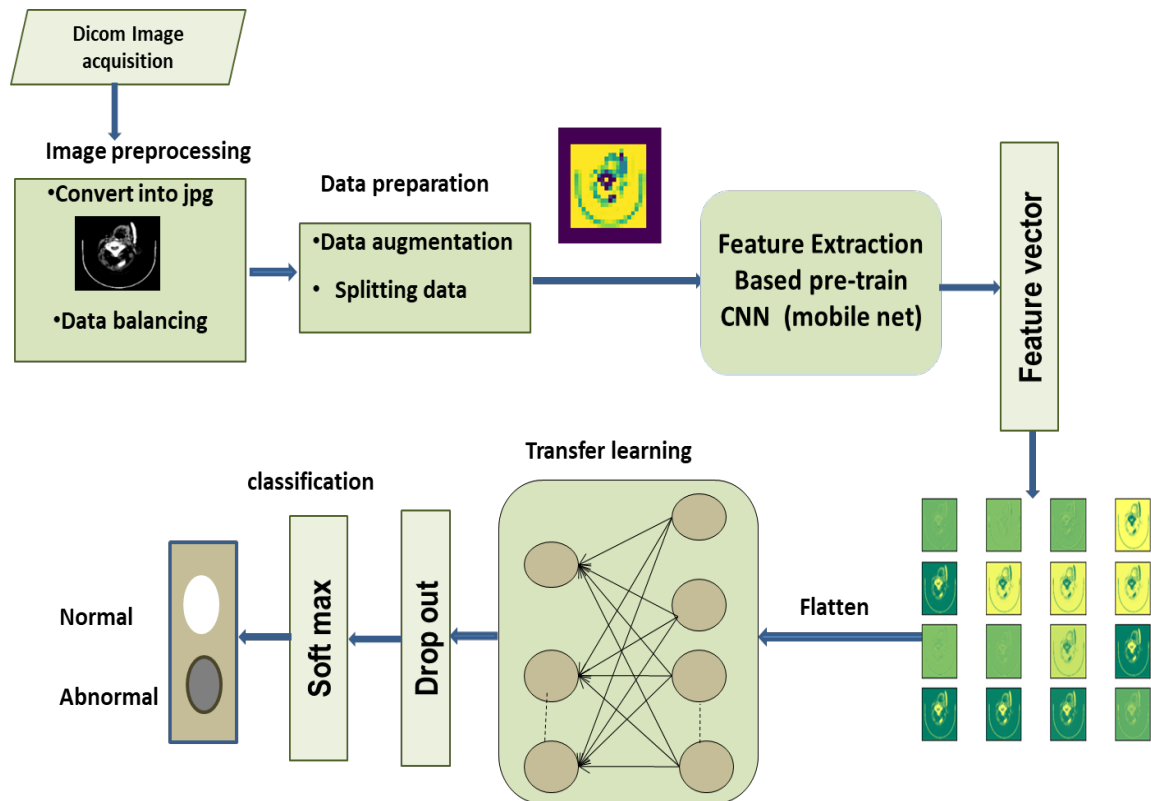 Dicom Image
acquisition
Image preprocessing
•Convert into jpg
•Data balancing
Data preparation
•Data augmentation
• Splitting data
Feature Extraction
Based pre-train
CNN (mobile net)
Feature vector
Flatten
Transfer learning
Drop out
classification
Soft max
Normal
Abnormal